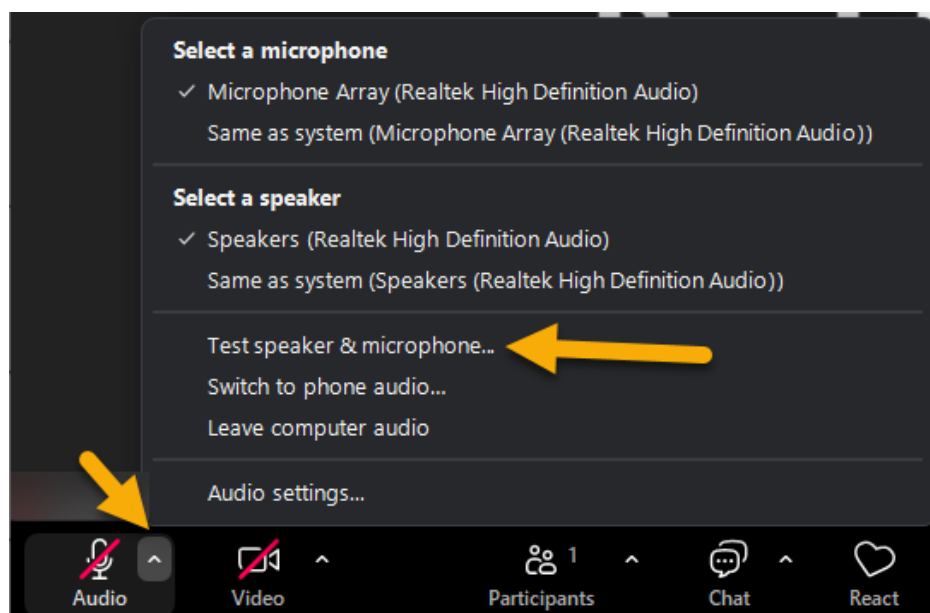 Select a microphone
Microphone Array (Realtek High Definition Audio)
Same as system (Microphone Array (Realtek High Definition Audio))
Select a speaker
Speakers (Realtek High Definition Audio)
Same as system (Speakers (Realtek High Definition Audio))
Test speaker & microphone...
Switch to phone audio...
Leave computer audio
Audio settings...
1
Audio Video Participants Chat React